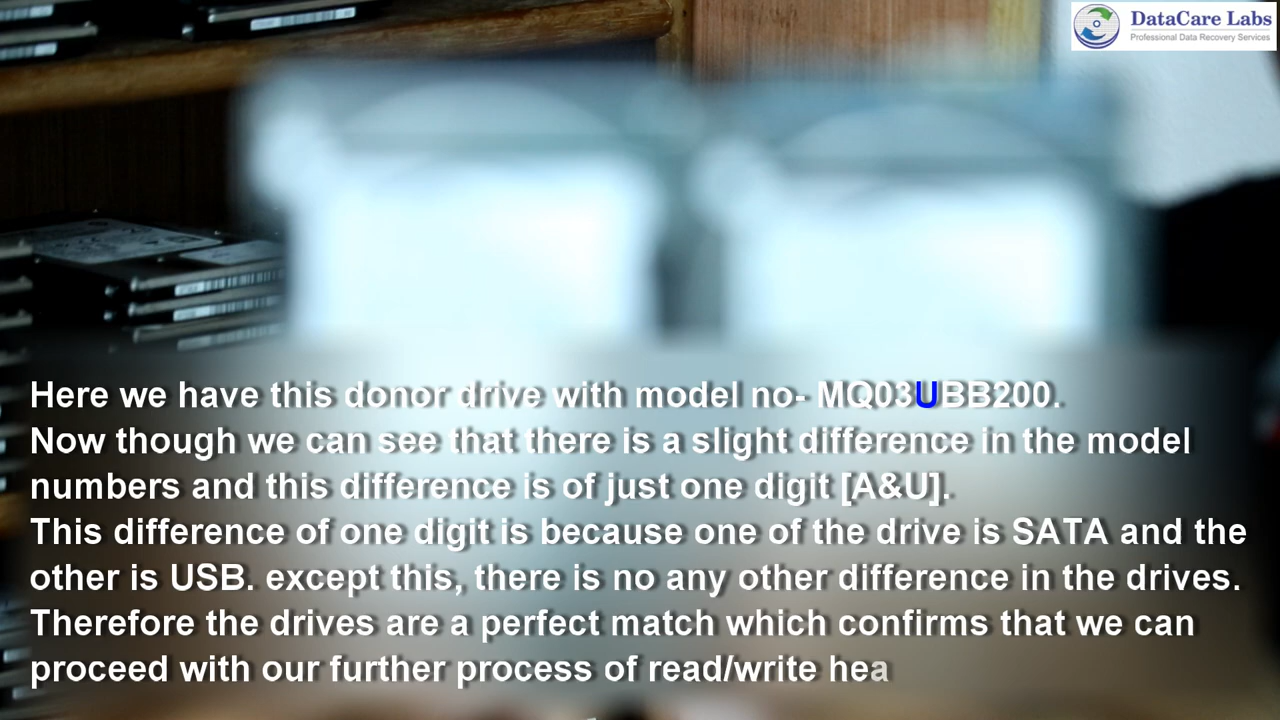 DataCare Labs
Professional Data Recovery Services
Here we have this donor drive with model no- MQ03UBB200.
Now though we can see that there is a slight difference in the model
numbers and this difference is of just one digit [A&U].
This difference of one digit is because one of the drive is SATA and the
other is USB. except this, there is no any other difference in the drives.
Therefore the drives are a perfect match which confirms that we can
proceed with our further process of read/write hea